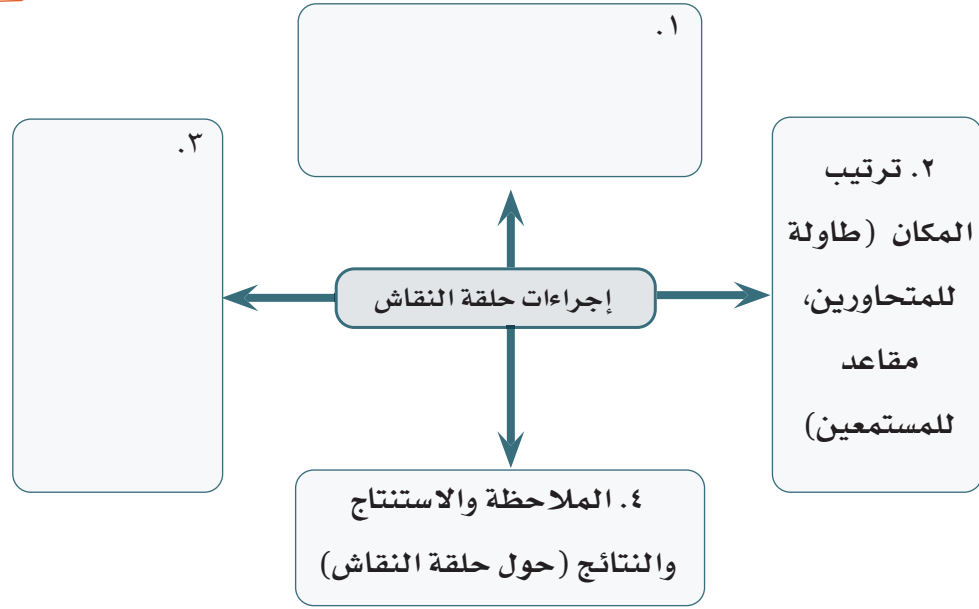 ١.
٢. ترتيب
المكان (طاولة
للمتحاورين،
مقاعد
للمستمعين)
٣.
إجراءات حلقة النقاش
٤. الملاحظة والاستنتاج
والنتائج (حول حلقة النقاش)